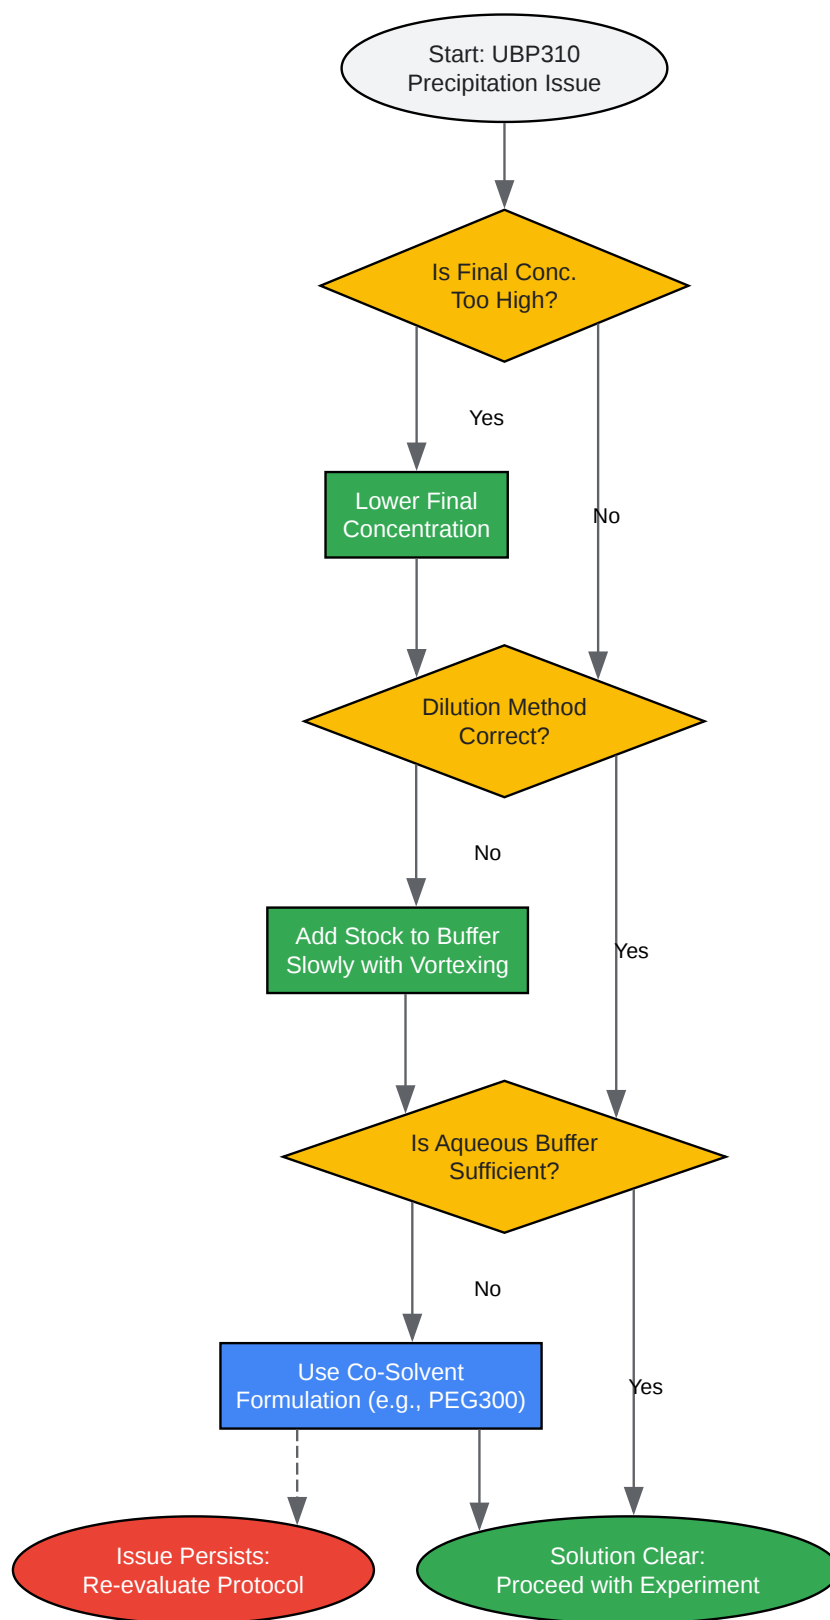 Start: UBP310
Precipitation Issue
Is Final Conc.
Too High?
Yes
Lower Final
Concentration
No
Dilution Method
Correct?
No
Add Stock to Buffer
Slowly with Vortexing
Yes
Is Aqueous Buffer
Sufficient?
No
Use Co-Solvent
Formulation (e.g., PEG300)
Yes
Issue Persists:
Re-evaluate Protocol
Solution Clear:
Proceed with Experiment